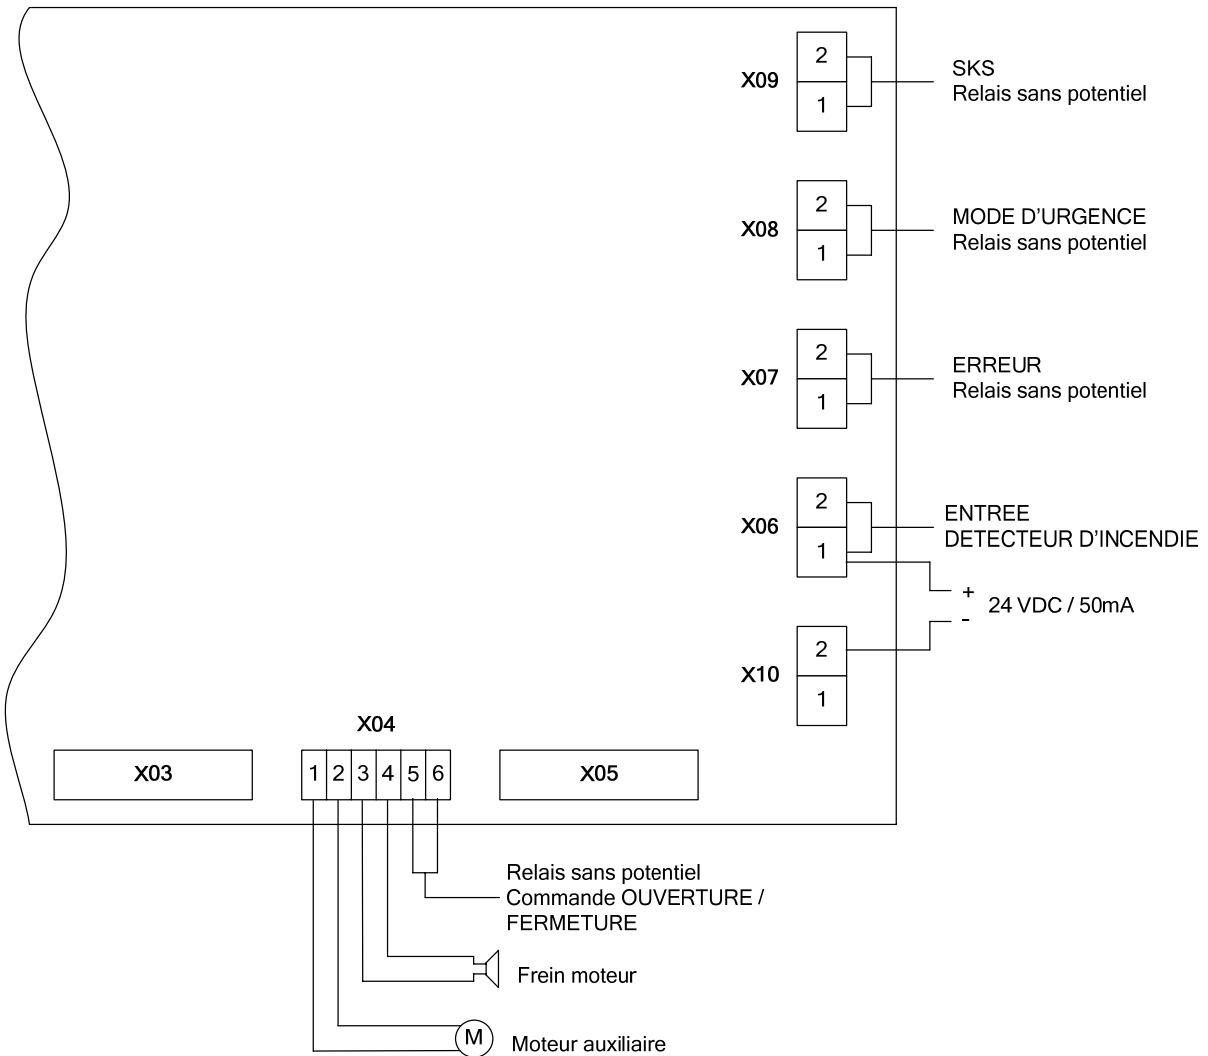 2
X09
1
SKS
Relais sans potentiel
2
X08
1
MODE D'URGENCE
Relais sans potentiel
2
X07
1
ERREUR
Relais sans potentiel
2
X06
1
ENTREE
DETECTEUR D'INCENDIE
+
24 VDC / 50mA
-
2
X10
1
X04
X03
1 2 3 4 5 6
X05
Relais sans potentiel
Commande OUVERTURE /
FERMETURE
Frein moteur
M
Moteur auxiliaire